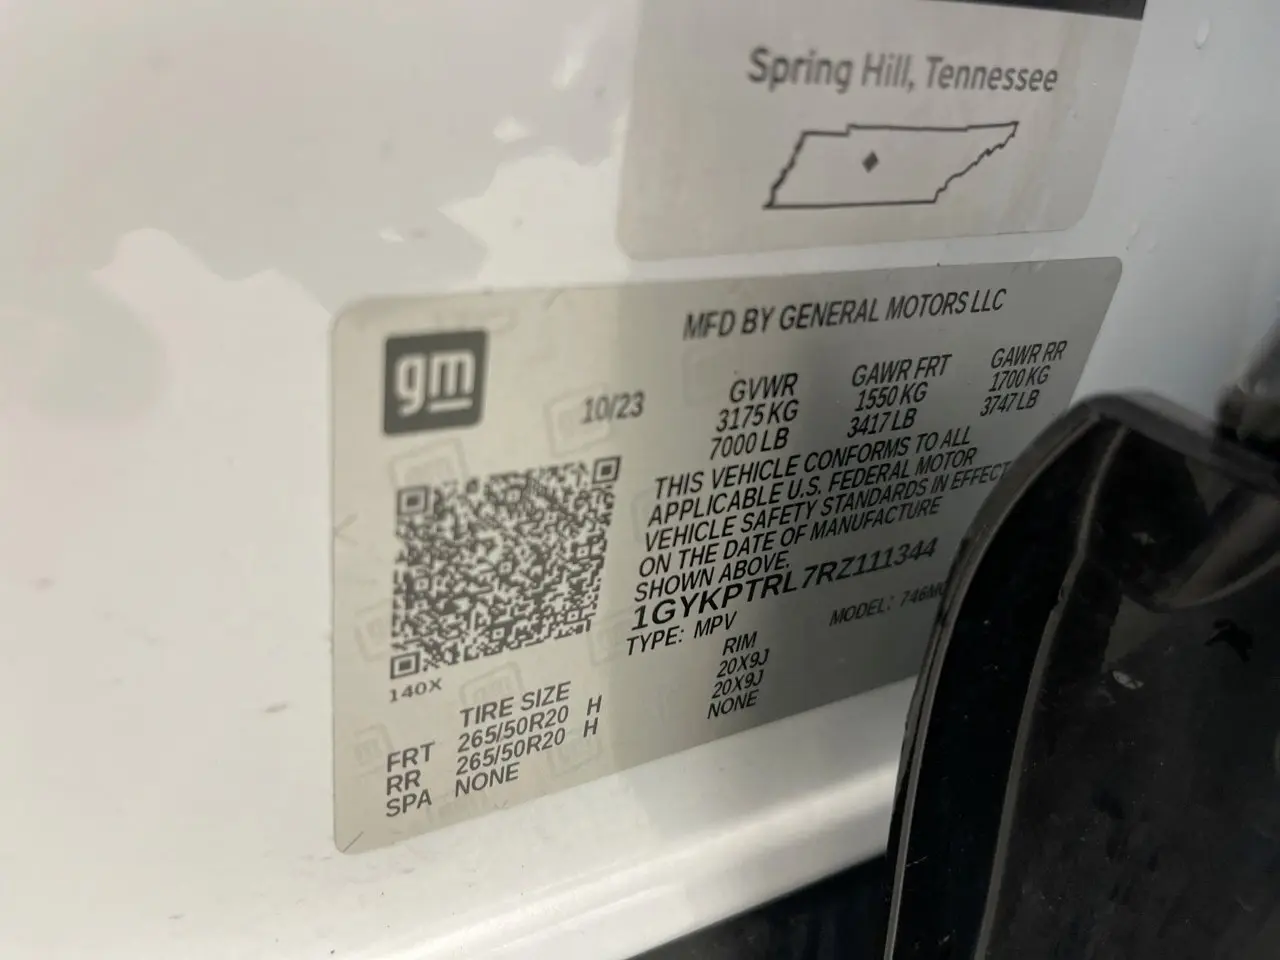 Spring Hill, Tennessee
MFD BY GENERAL MOTORS LLC
gm
10/23
GVWR GAWR FRT GAWR RR
3175 KG 1550 KG 1700 KG
7000 LB 3417 LB 3747 LB
THIS VEHICLE CONFORMS TO ALL
APPLICABLE U.S. FEDERAL MOTOR
VEHICLE SAFETY STANDARDS IN EFFECT
ON THE DATE OF MANUFACTURE
SHOWN ABOVE.
1GYKPTRL7RZ111344
TYPE: MPV MODEL:
140X
TIRE SIZE RIM
FRT 265/50R20 H 20X9J
RR 265/50R20 H 20X9J
SPA NONE NONE